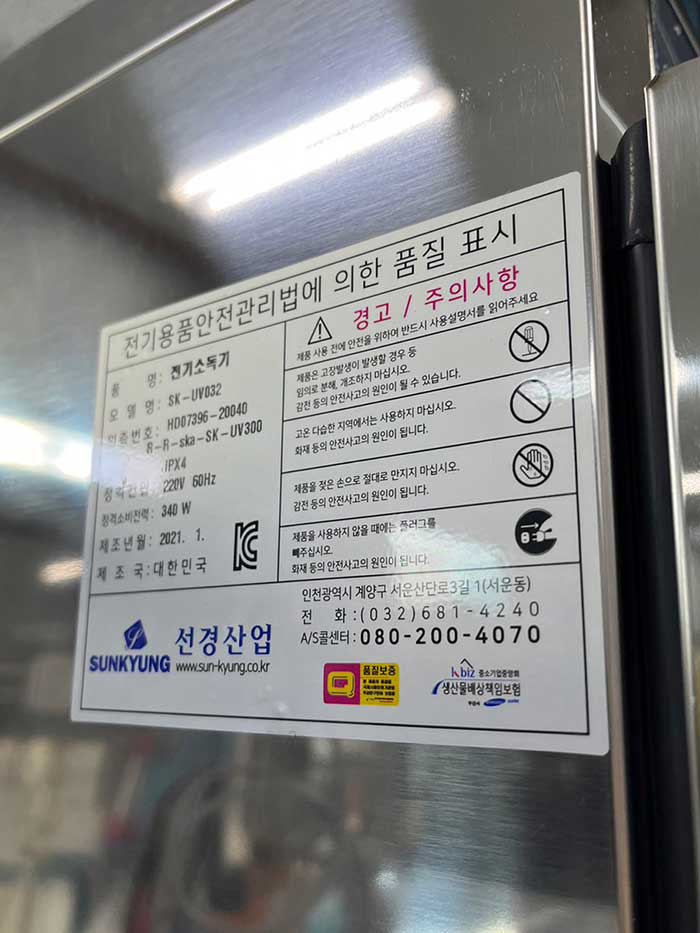 전기용품안전관리법에 의한 품질 표시
품 명: 전기소독기
모 델 명: SK-UV032
인증번호: HD07396-20040
R-R-ska-SK-UV300
IPX4
정격전압: 220V 60Hz
정격소비전력: 340 W
제조년월: 2021. 1.
제 조 국: 대한민국
경고 / 주의사항
제품 사용 전에 안전을 위하여 반드시 사용설명서를 읽어주세요
제품은 고장발생이 발생할 경우 등
임의로 분해, 개조하지 마십시오.
감전 등의 안전사고의 원인이 될 수 있습니다.
고온 다습한 지역에서는 사용하지 마십시오.
화재 등의 안전사고의 원인이 됩니다.
제품을 젖은 손으로 절대로 만지지 마십시오.
감전 등의 안전사고의 원인이 됩니다.
제품을 사용하지 않을 때에는 플러그를
빼주십시오.
화재 등의 안전사고의 원인이 됩니다.
SUNKYUNG
선경산업
www.sun-kyung.co.kr
인천광역시 계양구 서운산단로3길 1(서운동)
전 화:(032)681-4240
A/S콜센터: 080-200-4070
품질보증
kbiz 중소기업중앙회
생산물배상책임보험